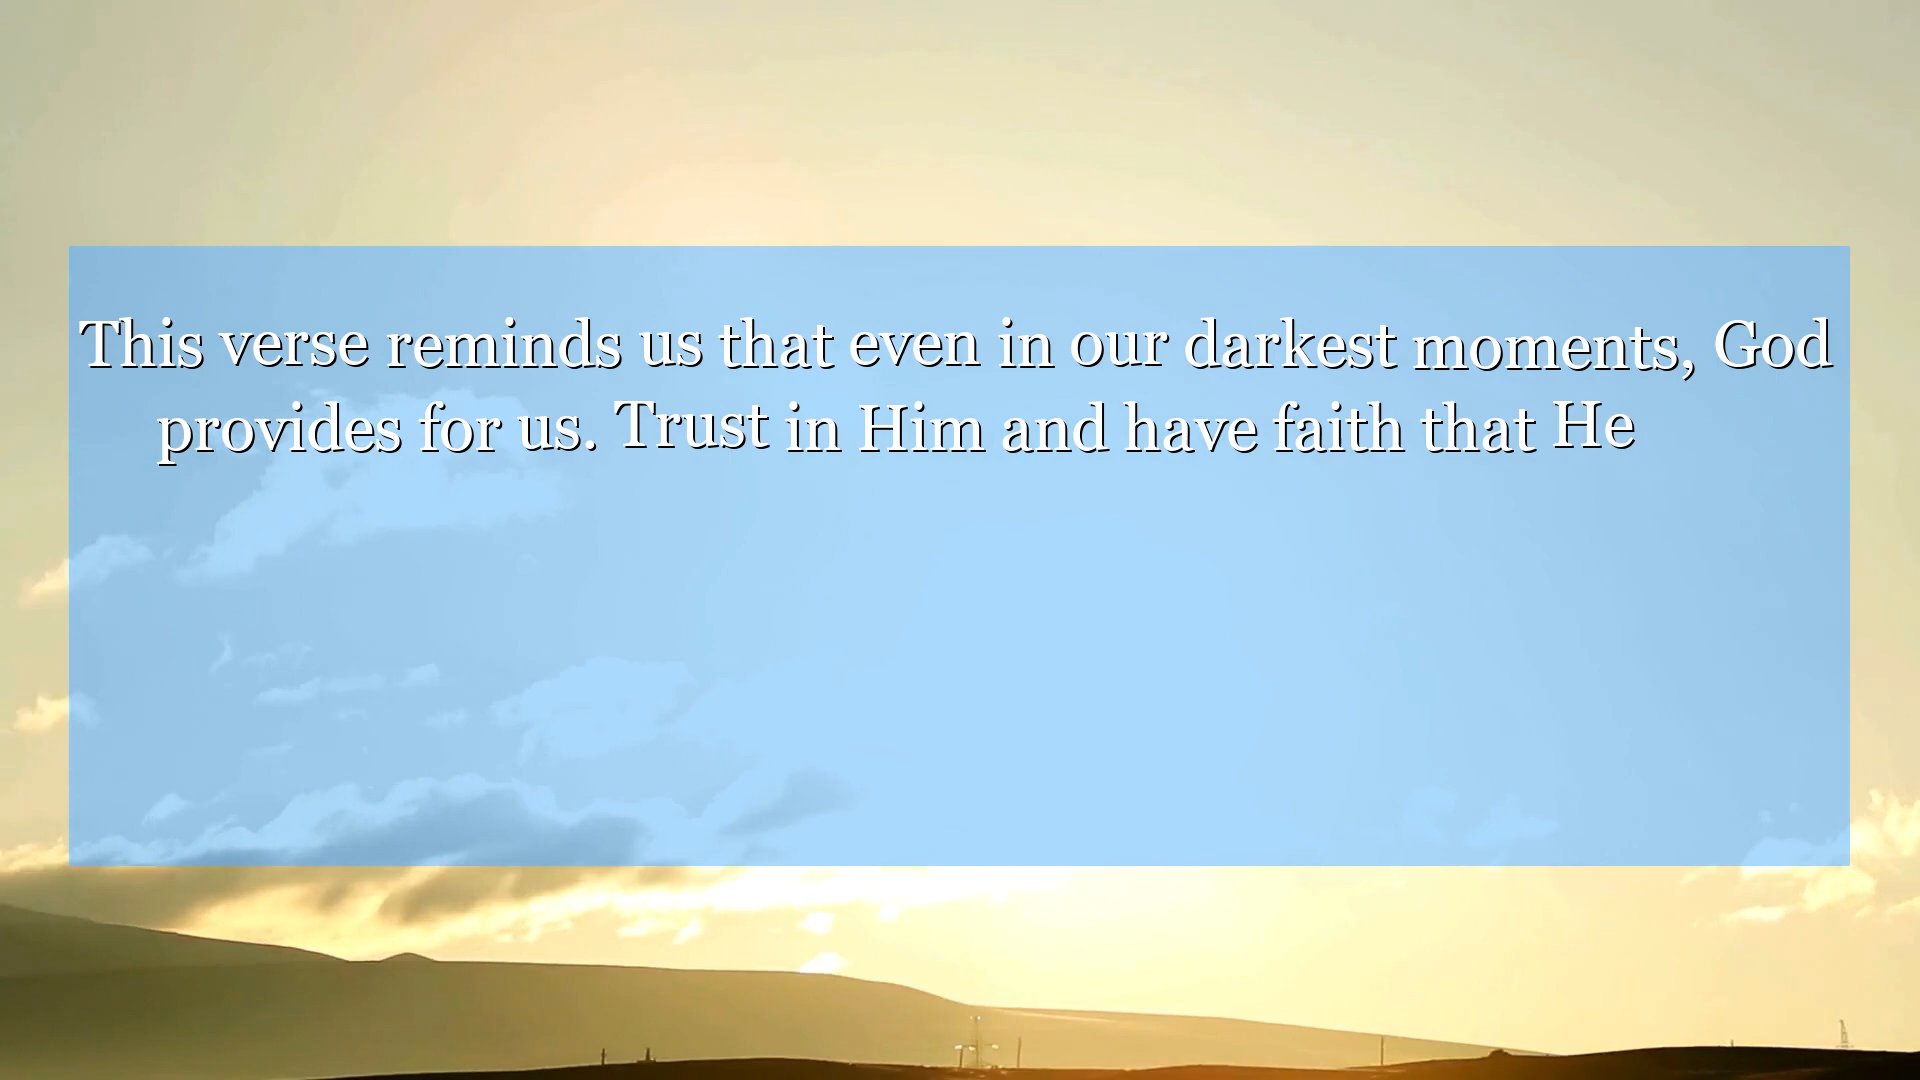 This verse reminds us that even in our darkest moments, God
provides for us. Trust in Him and have faith that He